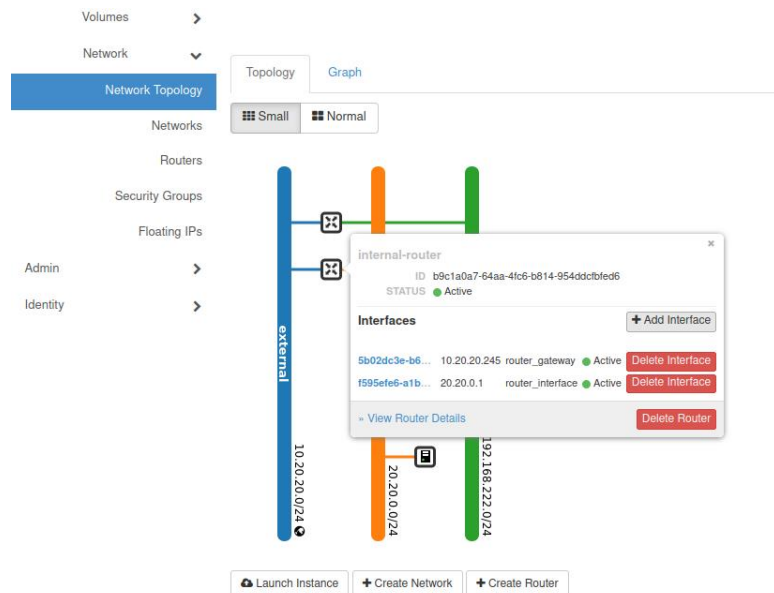 Volumes
Network
Network Topology
Networks
Routers
Security Groups
Floating IPs
Admin
Identity
Topology
Graph
Small
Normal
external
10.20.20.0/24
20.20.0.0/24
192.168.222.0/24
×
internal-router
ID b9c1a0a7-64aa-4fc6-b814-954ddcfbfed6
STATUS Active
Interfaces
+ Add Interface
5b02dc3e-b6... 10.20.20.245 router_gateway Active Delete Interface
f595efe6-a1b... 20.20.0.1 router_interface Active Delete Interface
» View Router Details
Delete Router
Launch Instance
+ Create Network
+ Create Router